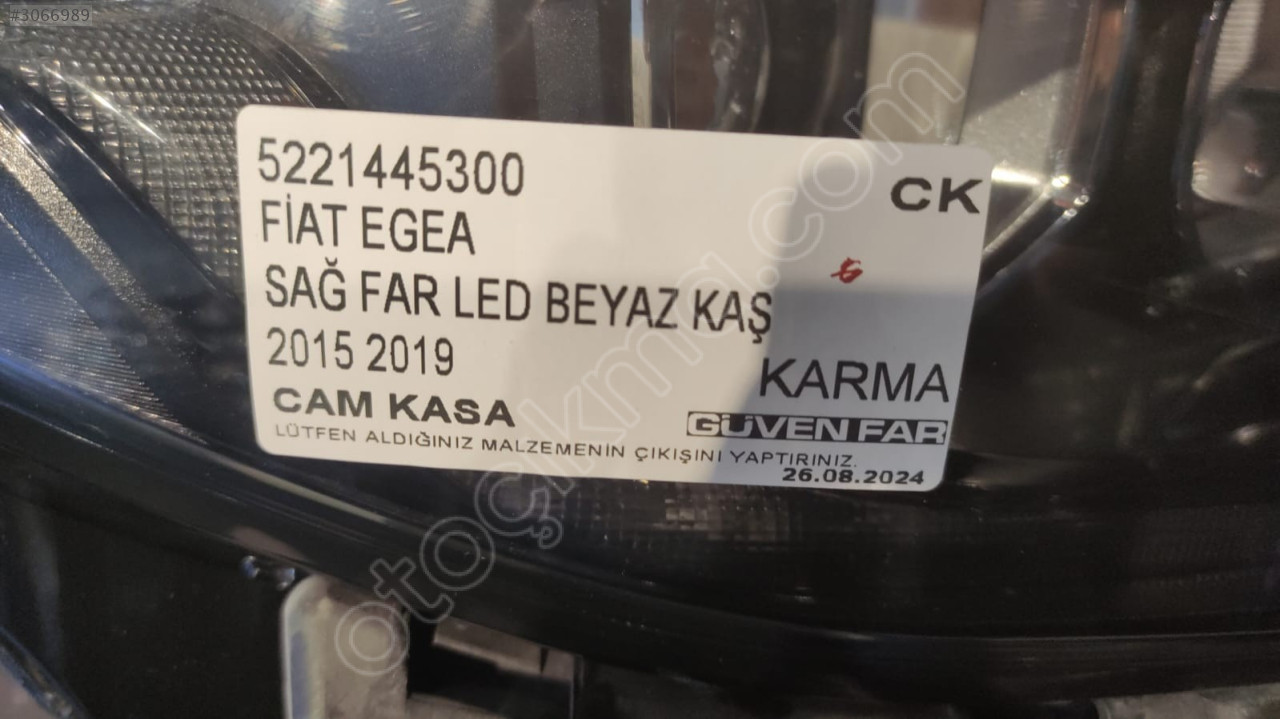 #3066989
5221445300
CK
FİAT EGEA
SAĞ FAR LED BEYAZ KAŞ
2015 2019
KARMA
CAM KASA
GÜVEN FAR
LÜTFEN ALDIĞINIZ MALZEMENİN ÇIKIŞINI YAPTIRINIZ.
26.08.2024
otoçıkma.com